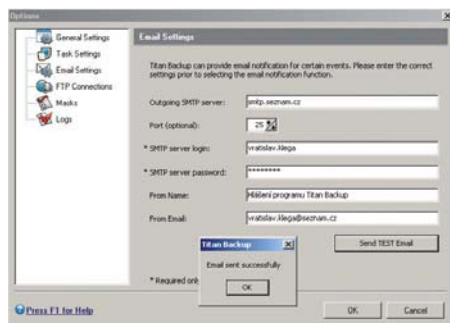 Options
General Settings
Task Settings
Email Settings
FTP Connections
Masks
Logs
Email Settings
Titan Backup can provide email notification for certain events. Please enter the correct
settings prior to selecting the email notification function.
Outgoing SMTP server: smtp.seznam.cz
Port (optional): 25
* SMTP server login: vratislav.klega
* SMTP server password: ********
From Name: Hlášení programu Titan Backup
From Email: vratislav.klega@seznam.cz
Send TEST Email
Titan Backup
Email sent successfully
OK
* Required only
Press F1 for Help
OK
Cancel